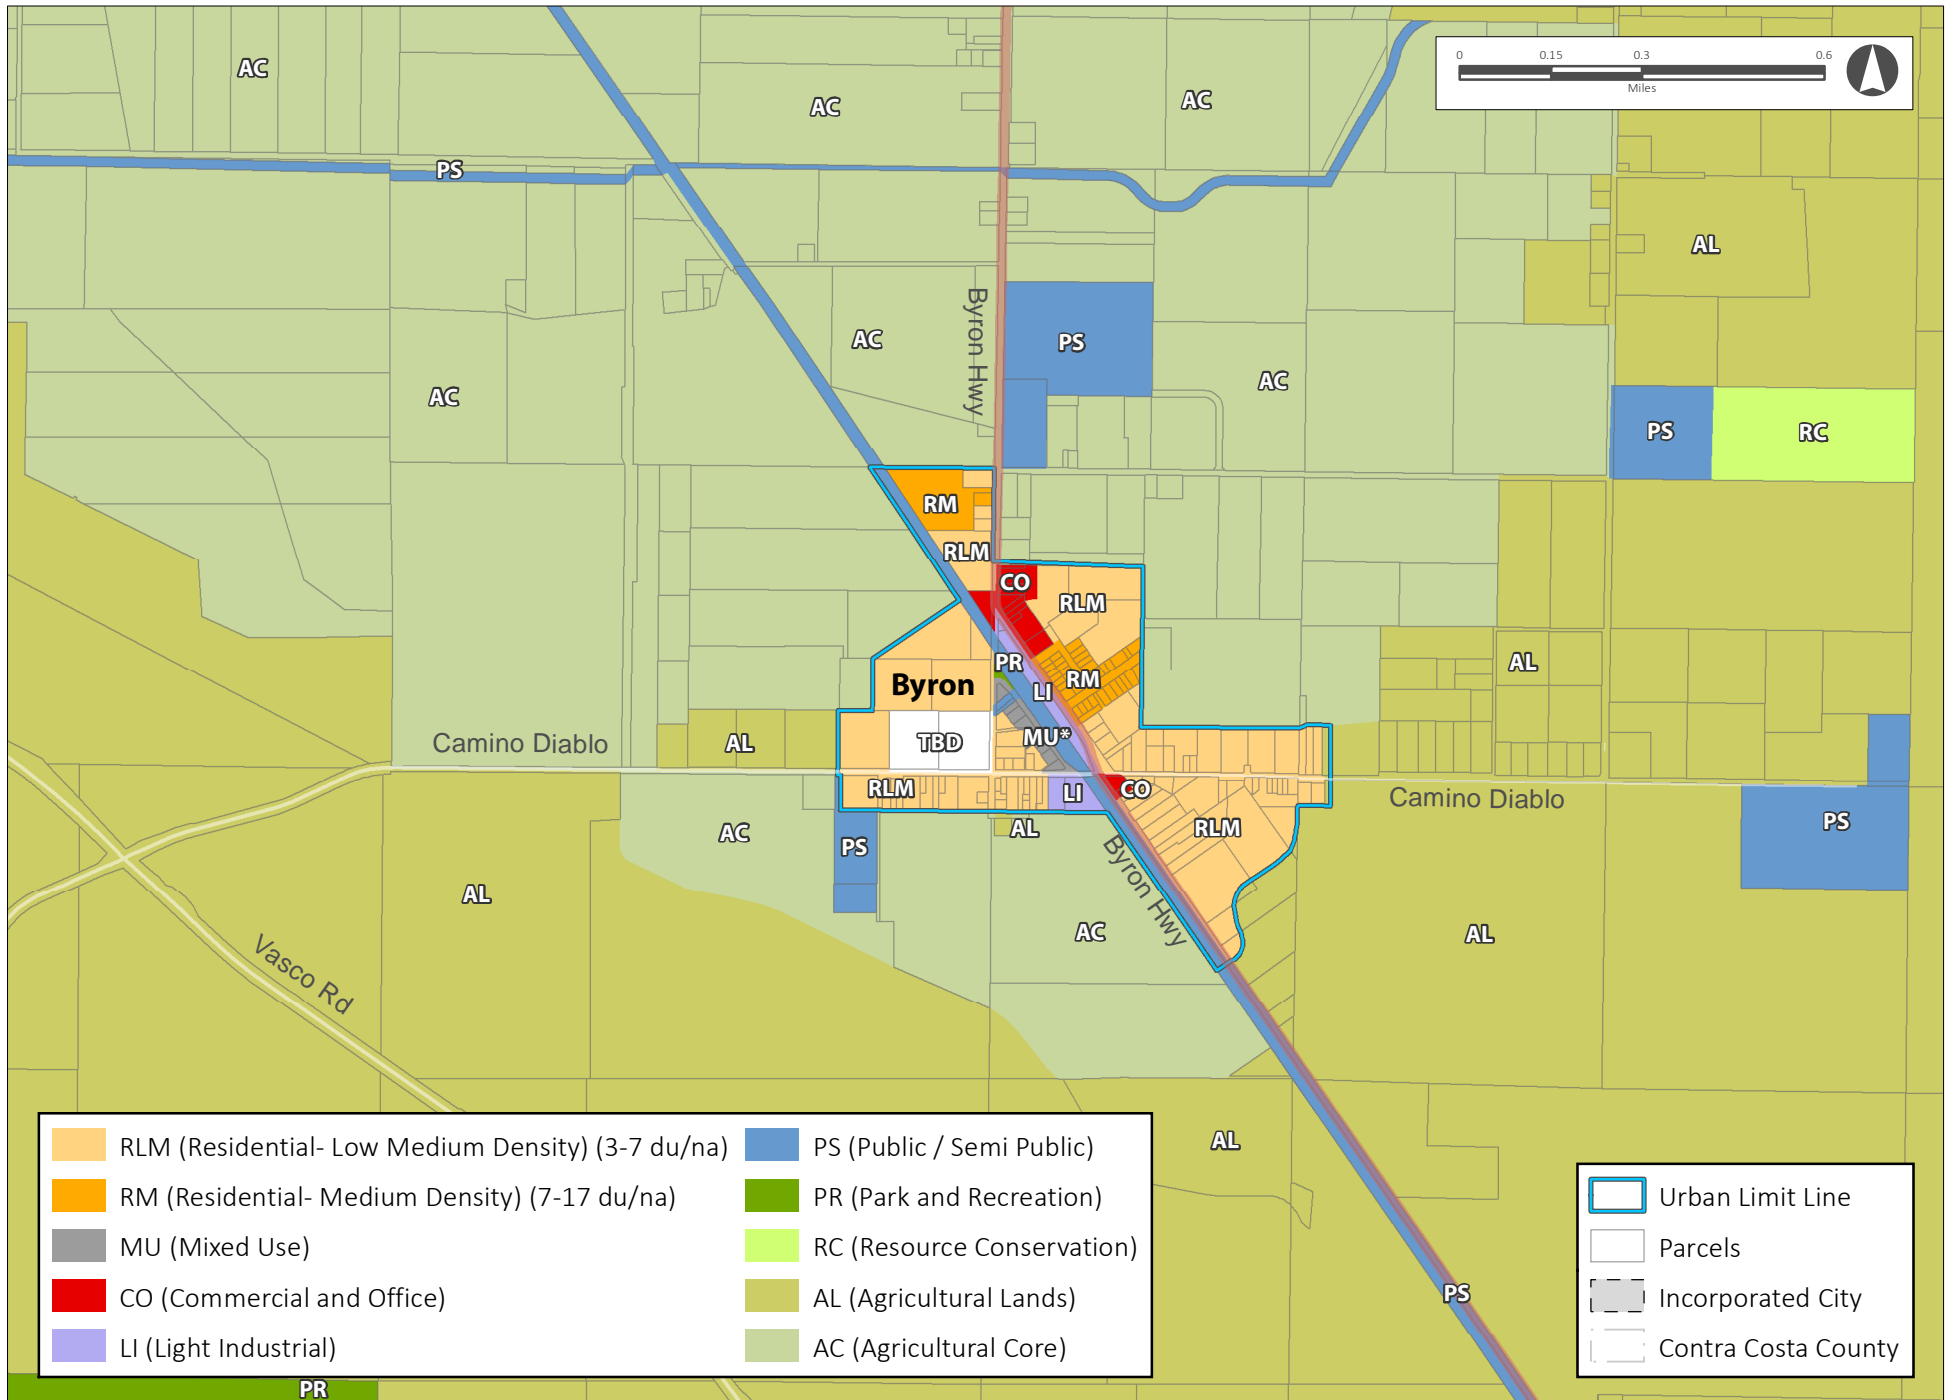 AC
AC
AC
0 0.15 0.3 0.6
Miles
PS
AL
Byron Hwy
AC
PS
AC
AC
PS
RC
RM
RLM
CO
RLM
PR
RM
AL
Byron
LI
Camino Diablo
AL
TBD
MU*
RLM
LI
CO
Camino Diablo
AC
PS
AL
RLM
PS
Byron Hwy
AL
AC
AL
Vasco Rd
AL
PS
RLM (Residential- Low Medium Density) (3-7 du/na)
RM (Residential- Medium Density) (7-17 du/na)
MU (Mixed Use)
CO (Commercial and Office)
LI (Light Industrial)
PS (Public / Semi Public)
PR (Park and Recreation)
RC (Resource Conservation)
AL (Agricultural Lands)
AC (Agricultural Core)
Urban Limit Line
Parcels
Incorporated City
Contra Costa County
PR